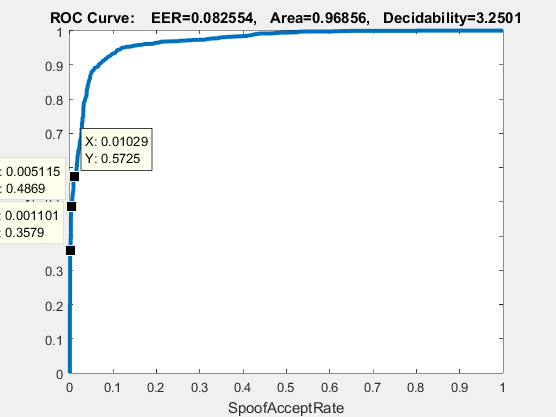 ROC Curve: EER=0.082554, Area=0.96856, Decidability=3.2501
1
0.9
0.8
0.7
X: 0.01029
Y: 0.5725
: 0.005115
: 0.4869
: 0.001101
: 0.3579
0.3
0.2
0.1
0
0 0.1 0.2 0.3 0.4 0.5 0.6 0.7 0.8 0.9 1
SpoofAcceptRate